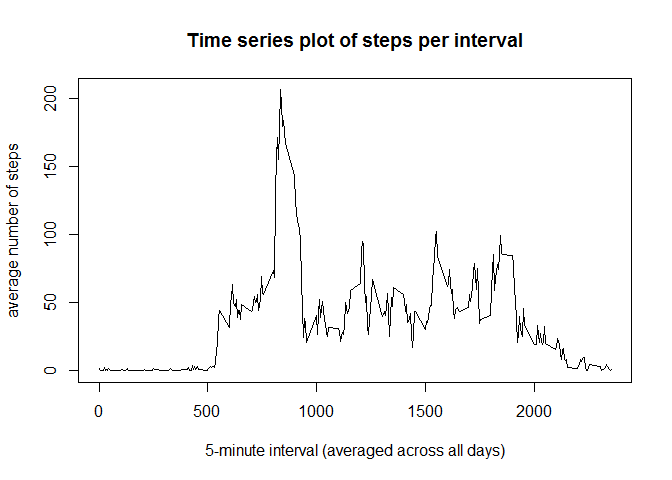 Time series plot of steps per interval
average number of steps
200
150
100
50
0
0 500 1000 1500 2000
5-minute interval (averaged across all days)